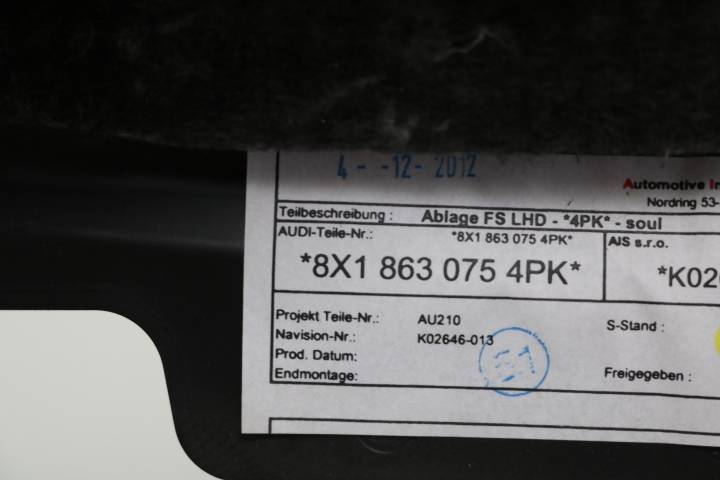 4 - -12- 2012
Automotive
Nordring 53-
Teilbeschreibung : Ablage FS LHD - *4PK* - soul
AUDI-Teile-Nr.: *8X1 863 075 4PK* AIS s.r.o.
*8X1 863 075 4PK* *K02
Projekt Teile-Nr.: AU210 S-Stand :
Navision-Nr.: K02646-013
Prod. Datum:
Endmontage: Freigegeben :